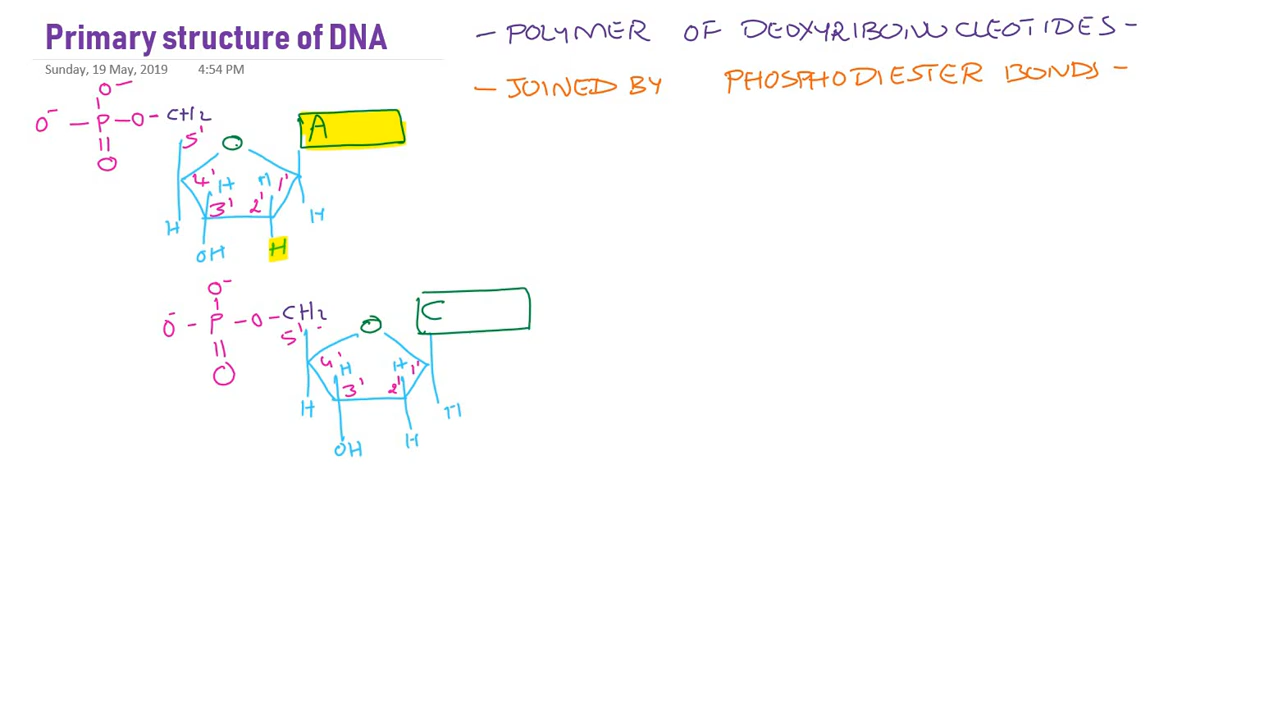 Primary structure of DNA
Sunday, 19 May, 2019 4:54 PM
- POLYMER OF DEOXYRIBONUCLEOTIDES -
- JOINED BY PHOSPHODIESTER BONDS -
O⁻
O⁻ - P - O - CH2
O
5'
O
A
4' H H 1'
3' 2'
H OH H H
O⁻
O⁻ - P - O - CH2
O
5'
O
C
4' H H 1'
3' 2'
H OH H H